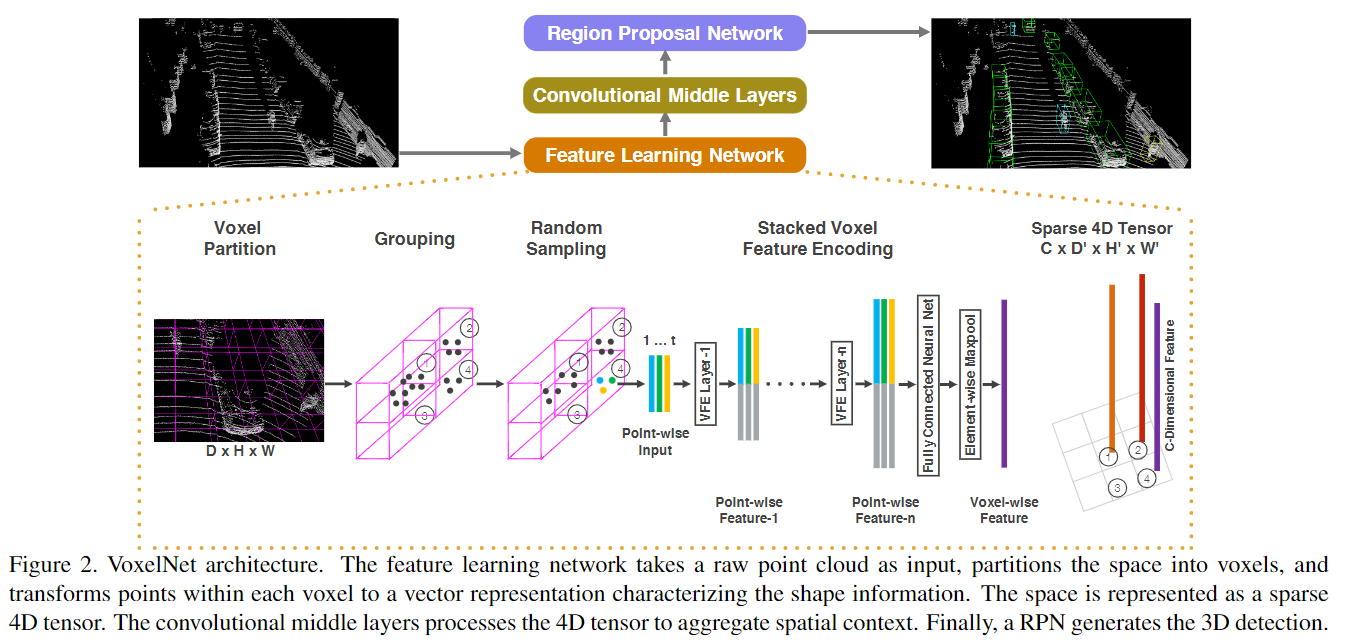 Region Proposal Network
Convolutional Middle Layers
Feature Learning Network
Voxel
Partition
Grouping
Random
Sampling
Stacked Voxel
Feature Encoding
Sparse 4D Tensor
C x D' x H' x W'
D x H x W
1
2
3
4
1
2
3
4
1 ... t
Point-wise
Input
VFE Layer-1
Point-wise
Feature-1
VFE Layer-n
Point-wise
Feature-n
Fully Connected Neural Net
Element-wise Maxpool
Voxel-wise
Feature
C-Dimensional Feature
1
2
3
4
Figure 2. VoxelNet architecture. The feature learning network takes a raw point cloud as input, partitions the space into voxels, and
transforms points within each voxel to a vector representation characterizing the shape information. The space is represented as a sparse
4D tensor. The convolutional middle layers processes the 4D tensor to aggregate spatial context. Finally, a RPN generates the 3D detection.